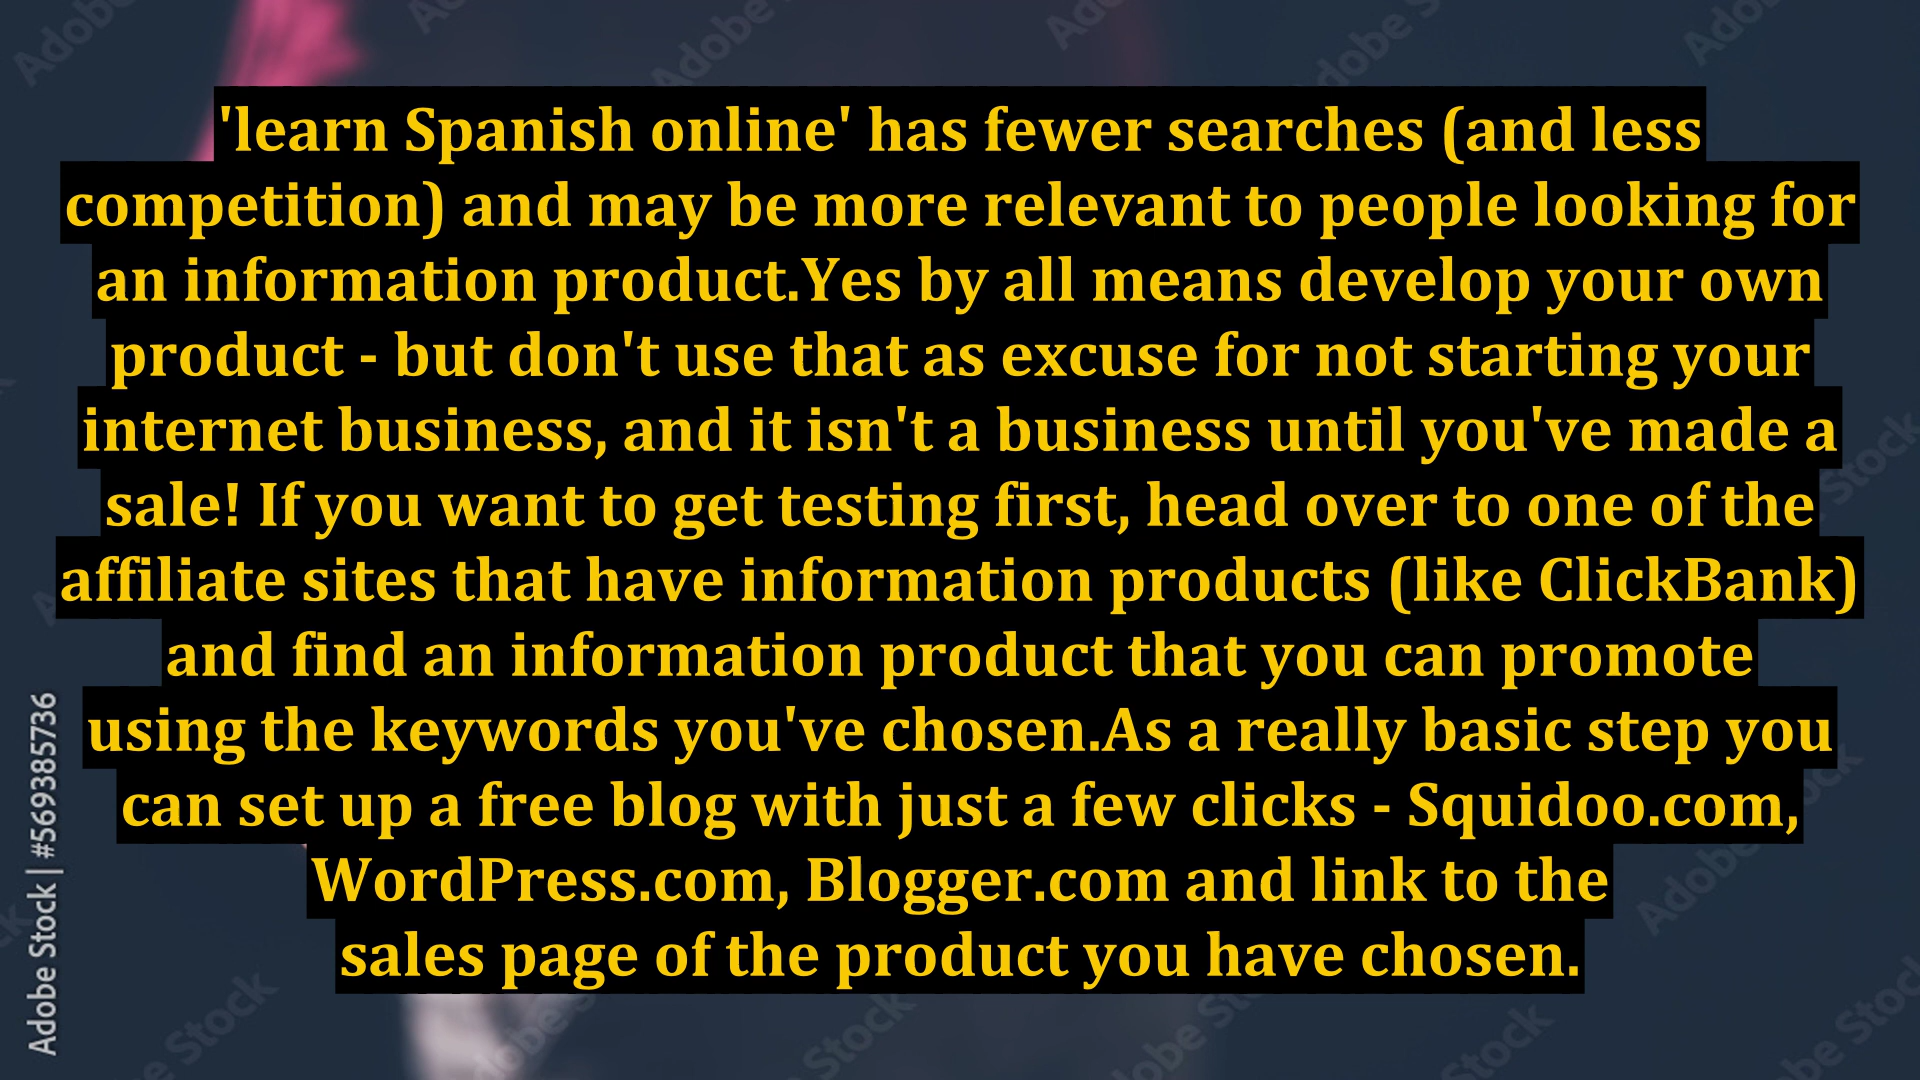 'learn Spanish online' has fewer searches (and less
competition) and may be more relevant to people looking for
an information product.Yes by all means develop your own
product - but don't use that as excuse for not starting your
internet business, and it isn't a business until you've made a
sale! If you want to get testing first, head over to one of the
affiliate sites that have information products (like ClickBank)
and find an information product that you can promote
using the keywords you've chosen.As a really basic step you
can set up a free blog with just a few clicks - Squidoo.com,
WordPress.com, Blogger.com and link to the
sales page of the product you have chosen.
Adobe Stock | #569385736